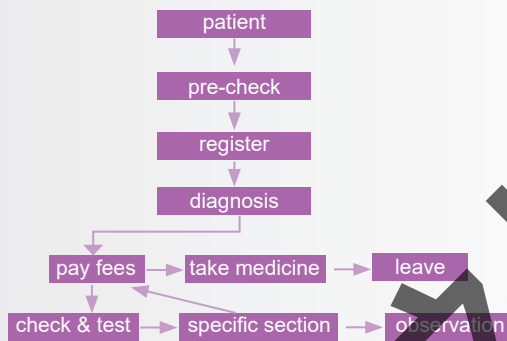 patient
pre-check
register
diagnosis
pay fees take medicine leave
check & test specific section observation